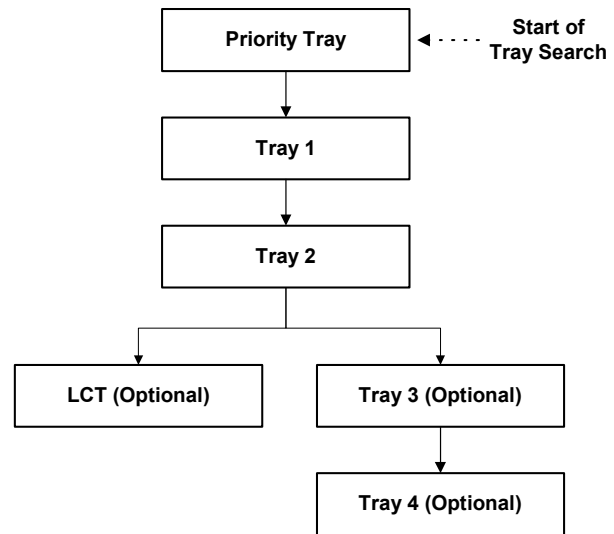 Priority Tray
Start of
Tray Search
Tray 1
Tray 2
LCT (Optional)
Tray 3 (Optional)
Tray 4 (Optional)